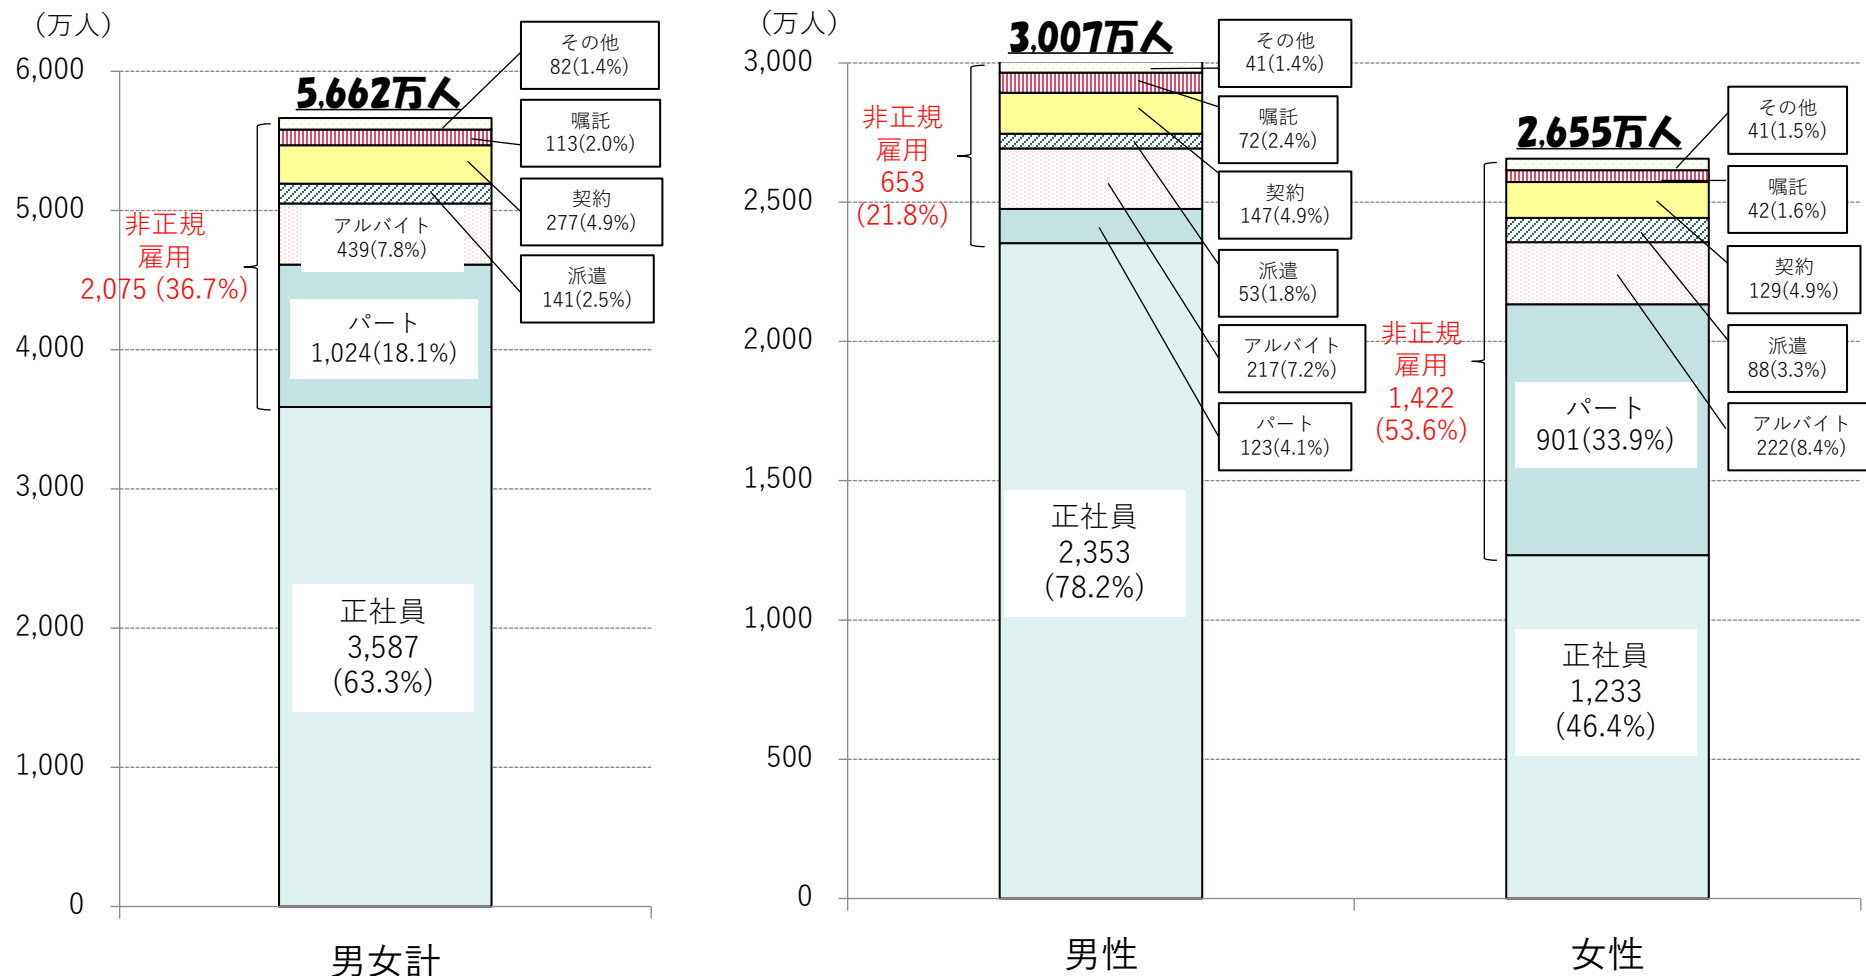 （万人）
6,000
5,000
4,000
3,000
2,000
1,000
0
5,662万人
その他
82(1.4%)
嘱託
113(2.0%)
契約
277(4.9%)
派遣
141(2.5%)
アルバイト
439(7.8%)
パート
1,024(18.1%)
非正規
雇用
2,075 (36.7%)
正社員
3,587
(63.3%)
男女計
（万人）
3,000
2,500
2,000
1,500
1,000
500
0
3,007万人
その他
41(1.4%)
嘱託
72(2.4%)
契約
147(4.9%)
派遣
53(1.8%)
アルバイト
217(7.2%)
パート
123(4.1%)
非正規
雇用
653
(21.8%)
正社員
2,353
(78.2%)
男性
2,655万人
その他
41(1.5%)
嘱託
42(1.6%)
契約
129(4.9%)
派遣
88(3.3%)
アルバイト
222(8.4%)
非正規
雇用
1,422
(53.6%)
パート
901(33.9%)
正社員
1,233
(46.4%)
女性